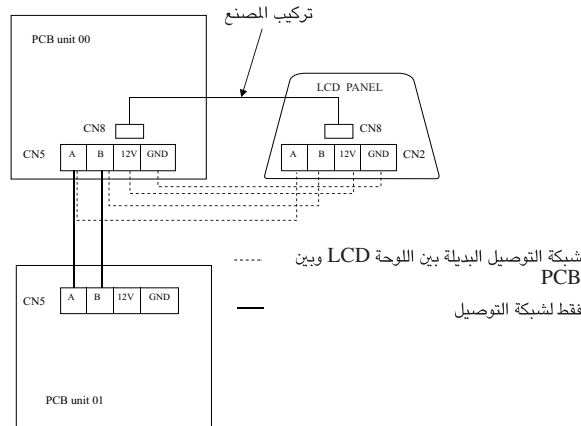 تركيب المصنع
PCB unit 00
LCD PANEL
CN8
CN8
CN5 A B 12V GND
A B 12V GND CN2
شبكة التوصيل البديلة بين اللوحة LCD وبين
PCB
فقط لشبكة التوصيل
CN5 A B 12V GND
PCB unit 01